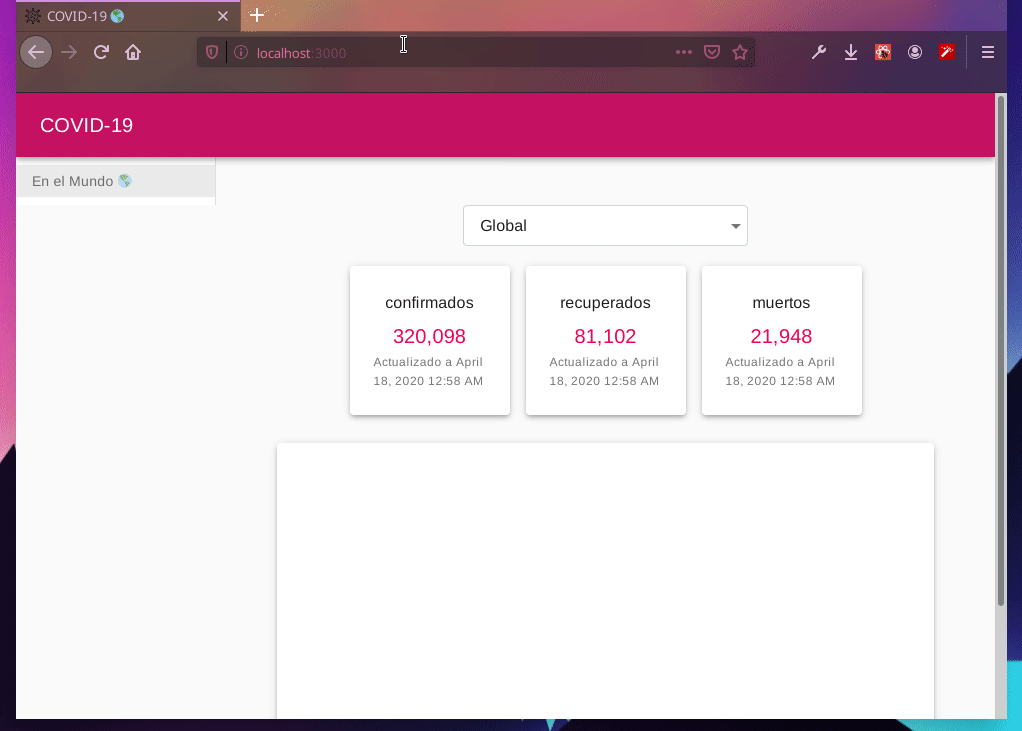 COVID-19 🌎
localhost:3000
COVID-19
En el Mundo 🌎
Global
confirmados
320,098
Actualizado a April
18, 2020 12:58 AM
recuperados
81,102
Actualizado a April
18, 2020 12:58 AM
muertos
21,948
Actualizado a April
18, 2020 12:58 AM